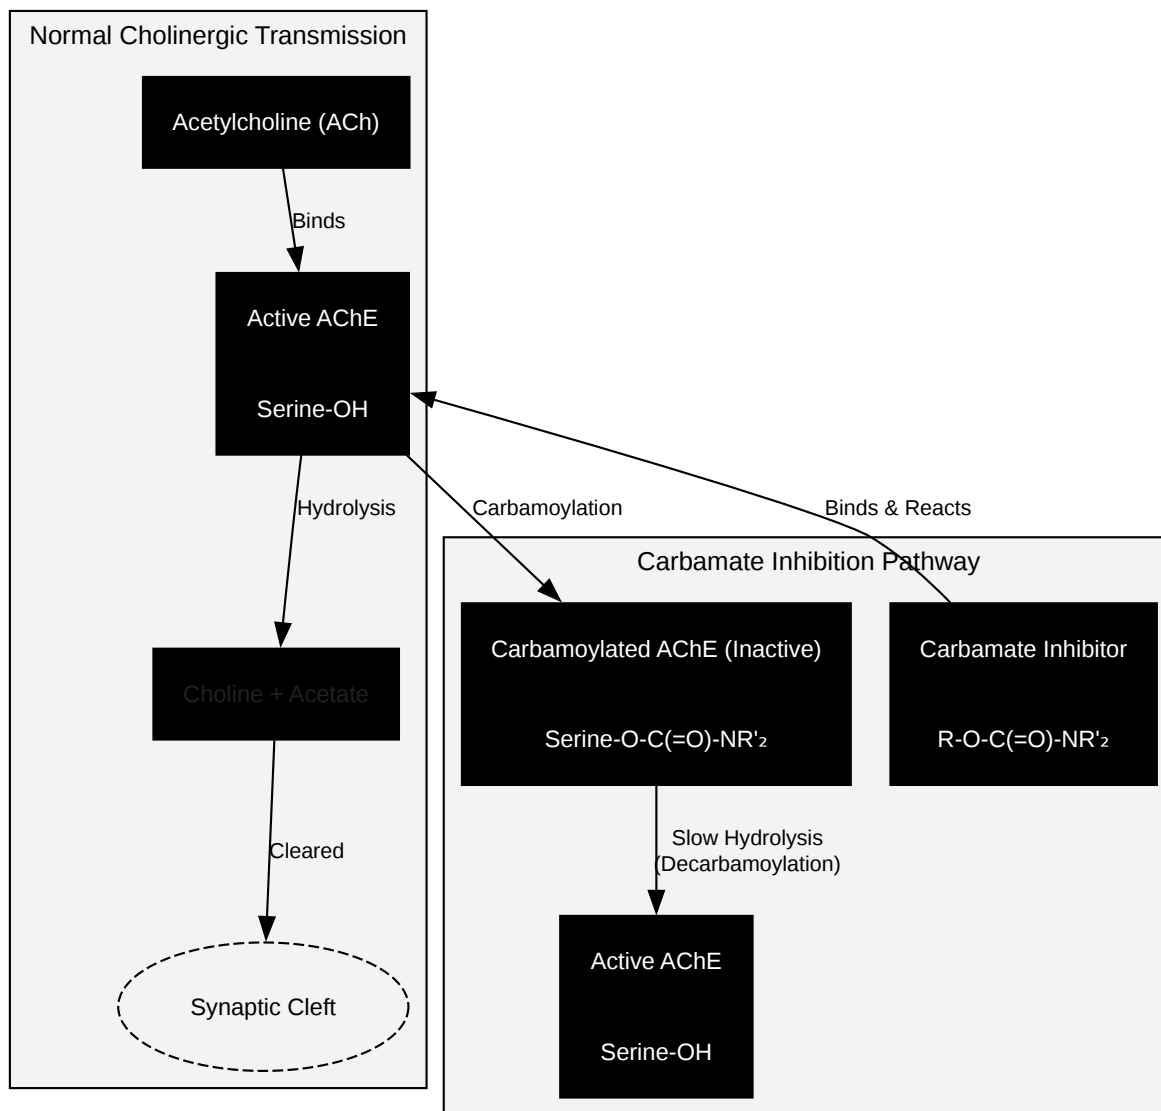 Normal Cholinergic Transmission
Acetylcholine (ACh)
Binds
Active AChE
Serine-OH
Hydrolysis
Choline + Acetate
Cleared
Synaptic Cleft
Carbamoylation
Binds & Reacts
Carbamate Inhibition Pathway
Carbamoylated AChE (Inactive)
Serine-O-C(=O)-NR'₂
Carbamate Inhibitor
R-O-C(=O)-NR'₂
Slow Hydrolysis
(Decarbamoylation)
Active AChE
Serine-OH